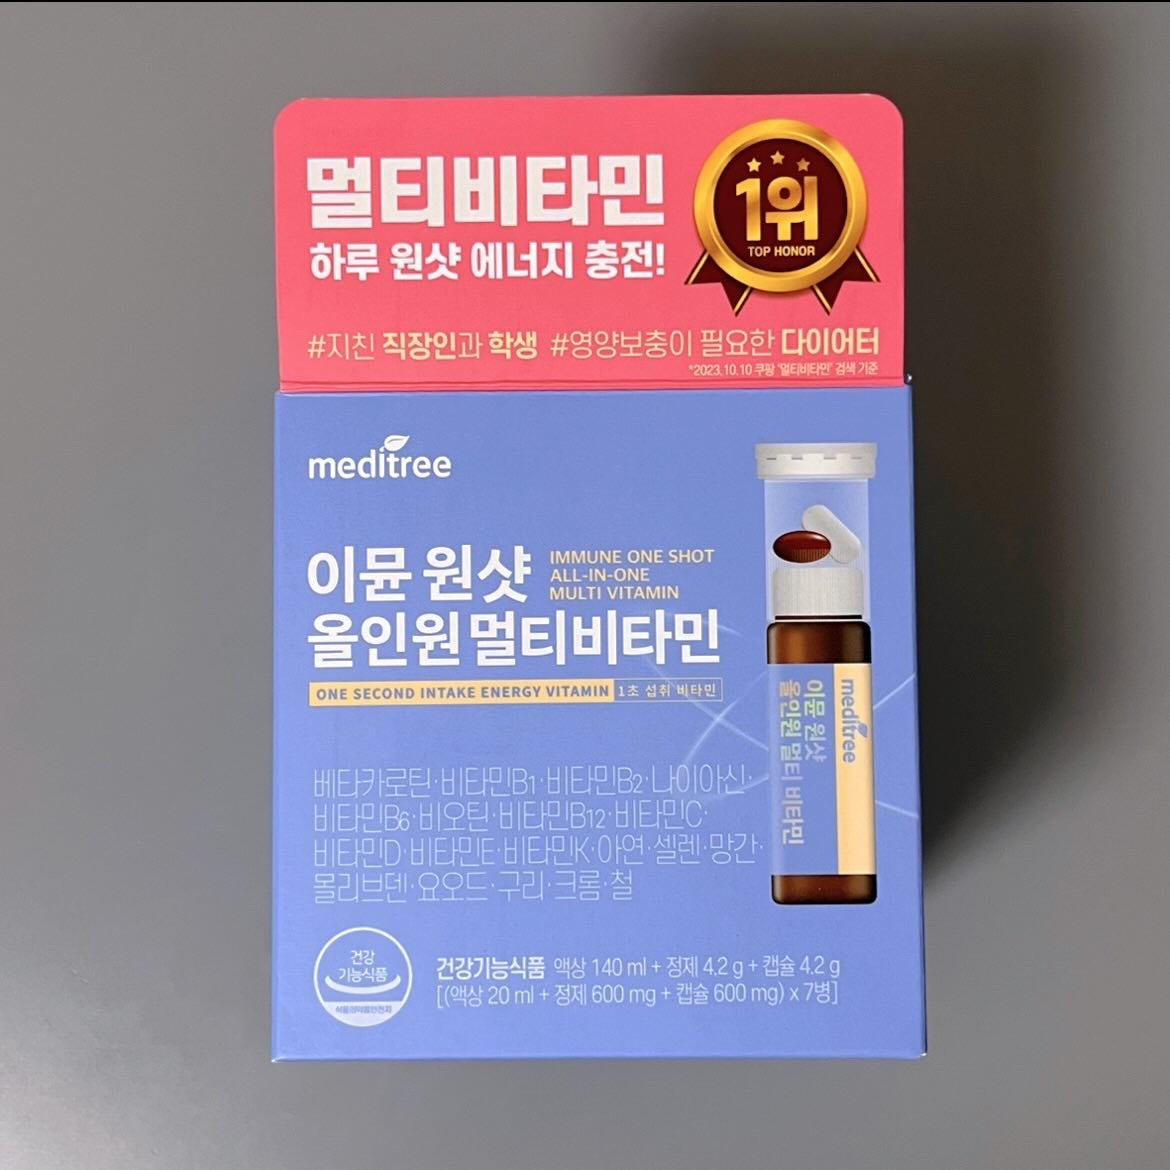 멀티비타민
하루 원샷 에너지 충전!
1위
TOP HONOR
#지친 직장인과 학생 #영양보충이 필요한 다이어터
*2023.10.10 쿠팡 '멀티비타민' 검색 기준
meditree
이뮨 원샷
올인원 멀티비타민
IMMUNE ONE SHOT
ALL-IN-ONE
MULTI VITAMIN
ONE SECOND INTAKE ENERGY VITAMIN 1초 섭취 비타민
meditree
이뮨 원샷
올인원 멀티 비타민
베타카로틴·비타민B1·비타민B2·나이아신·
비타민B6·비오틴·비타민B12·비타민C·
비타민D·비타민E·비타민K·아연·셀렌·망간·
몰리브덴·요오드·구리·크롬·철
건강
기능식품
식품의약품안전처
건강기능식품 액상 140 ml + 정제 4.2 g + 캡슐 4.2 g
[(액상 20 ml + 정제 600 mg + 캡슐 600 mg) x 7병]